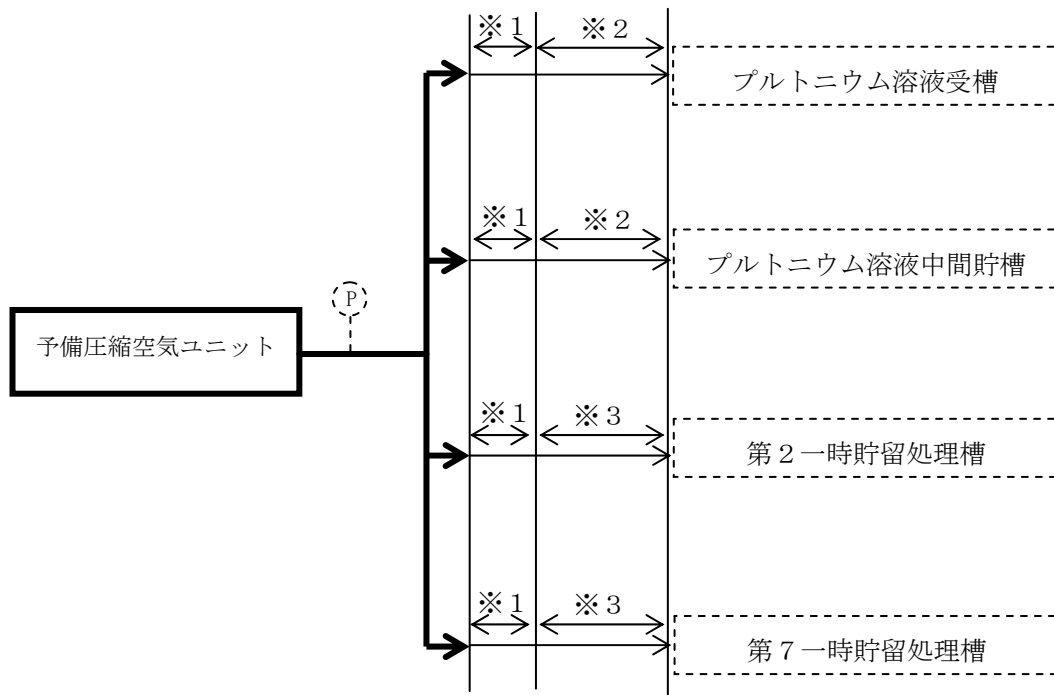 ※１ ※２
プルトニウム溶液受槽
※１ ※２
プルトニウム溶液中間貯槽
P
予備圧縮空気ユニット
※１ ※３
第２一時貯留処理槽
※１ ※３
第７一時貯留処理槽